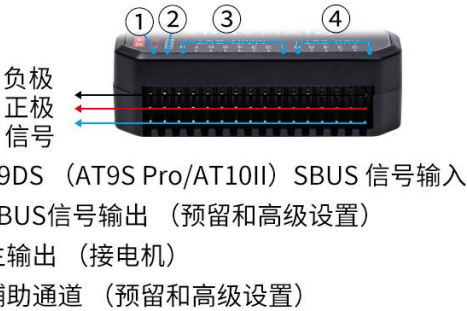 ① ② ③ ④
负极
正极
信号
9DS （AT9S Pro/AT10II）SBUS 信号输入
BUS信号输出 （预留和高级设置）
主输出 （接电机）
辅助通道 （预留和高级设置）